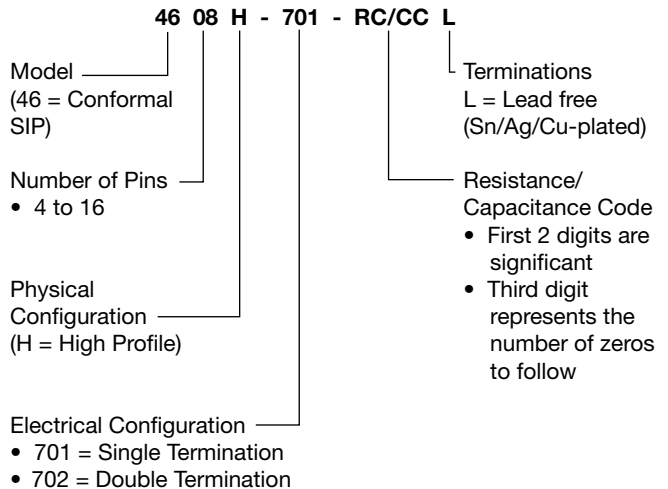 46 08 H - 701 - RC/CC L
Model
(46 = Conformal
SIP)
Number of Pins
• 4 to 16
Physical
Configuration
(H = High Profile)
Electrical Configuration
• 701 = Single Termination
• 702 = Double Termination
Terminations
L = Lead free
(Sn/Ag/Cu-plated)
Resistance/
Capacitance Code
• First 2 digits are
significant
• Third digit
represents the
number of zeros
to follow